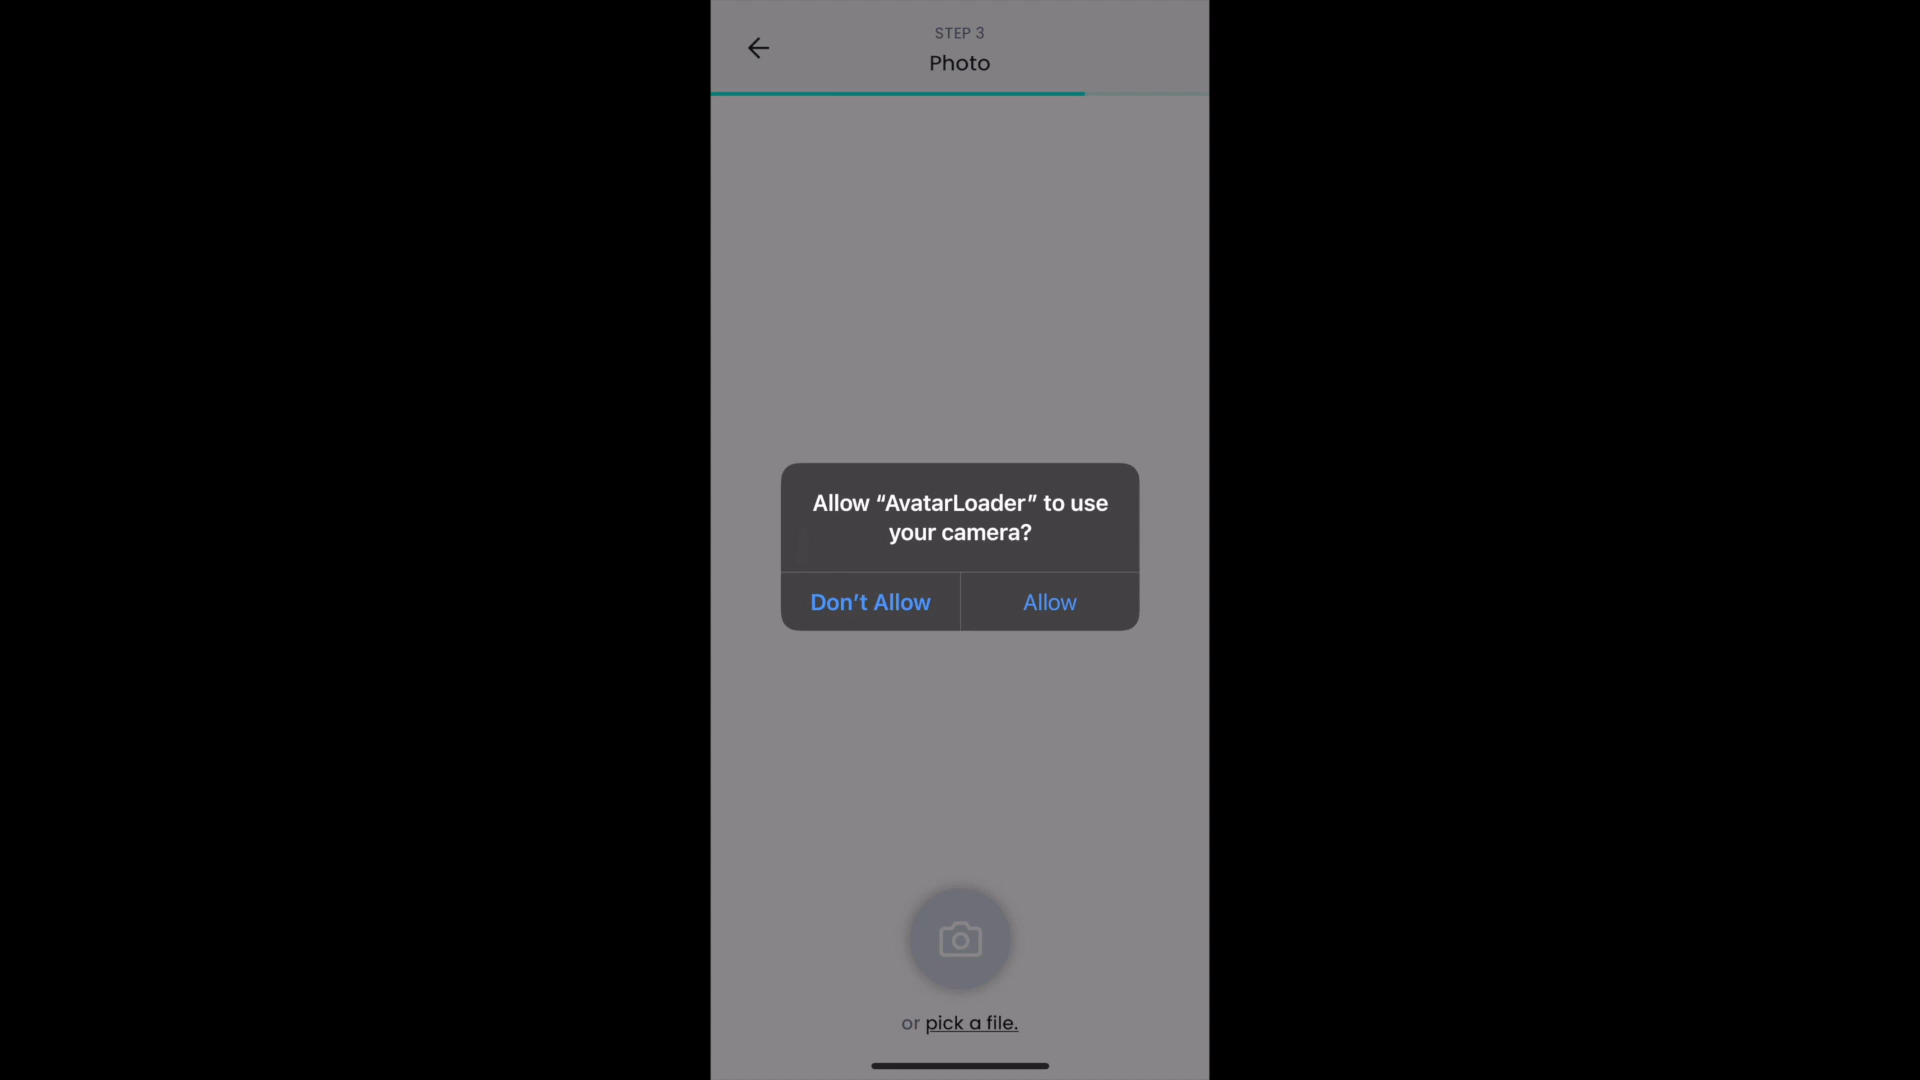 STEP 3
Photo
Allow “AvatarLoader” to use
your camera?
Don’t Allow
Allow
or pick a file.